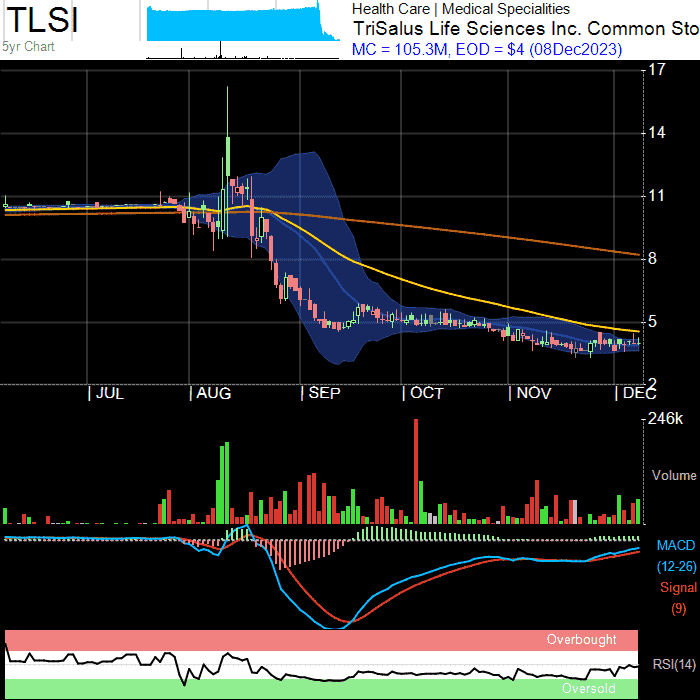 TLSI
5yr Chart
Health Care | Medical Specialities
TriSalus Life Sciences Inc. Common Sto
MC = 105.3M, EOD = $4 (08Dec2023)
17
14
11
8
5
2
JUL
AUG
SEP
OCT
NOV
DEC
246k
Volume
MACD
(12-26)
Signal
(9)
Overbought
RSI(14)
Oversold